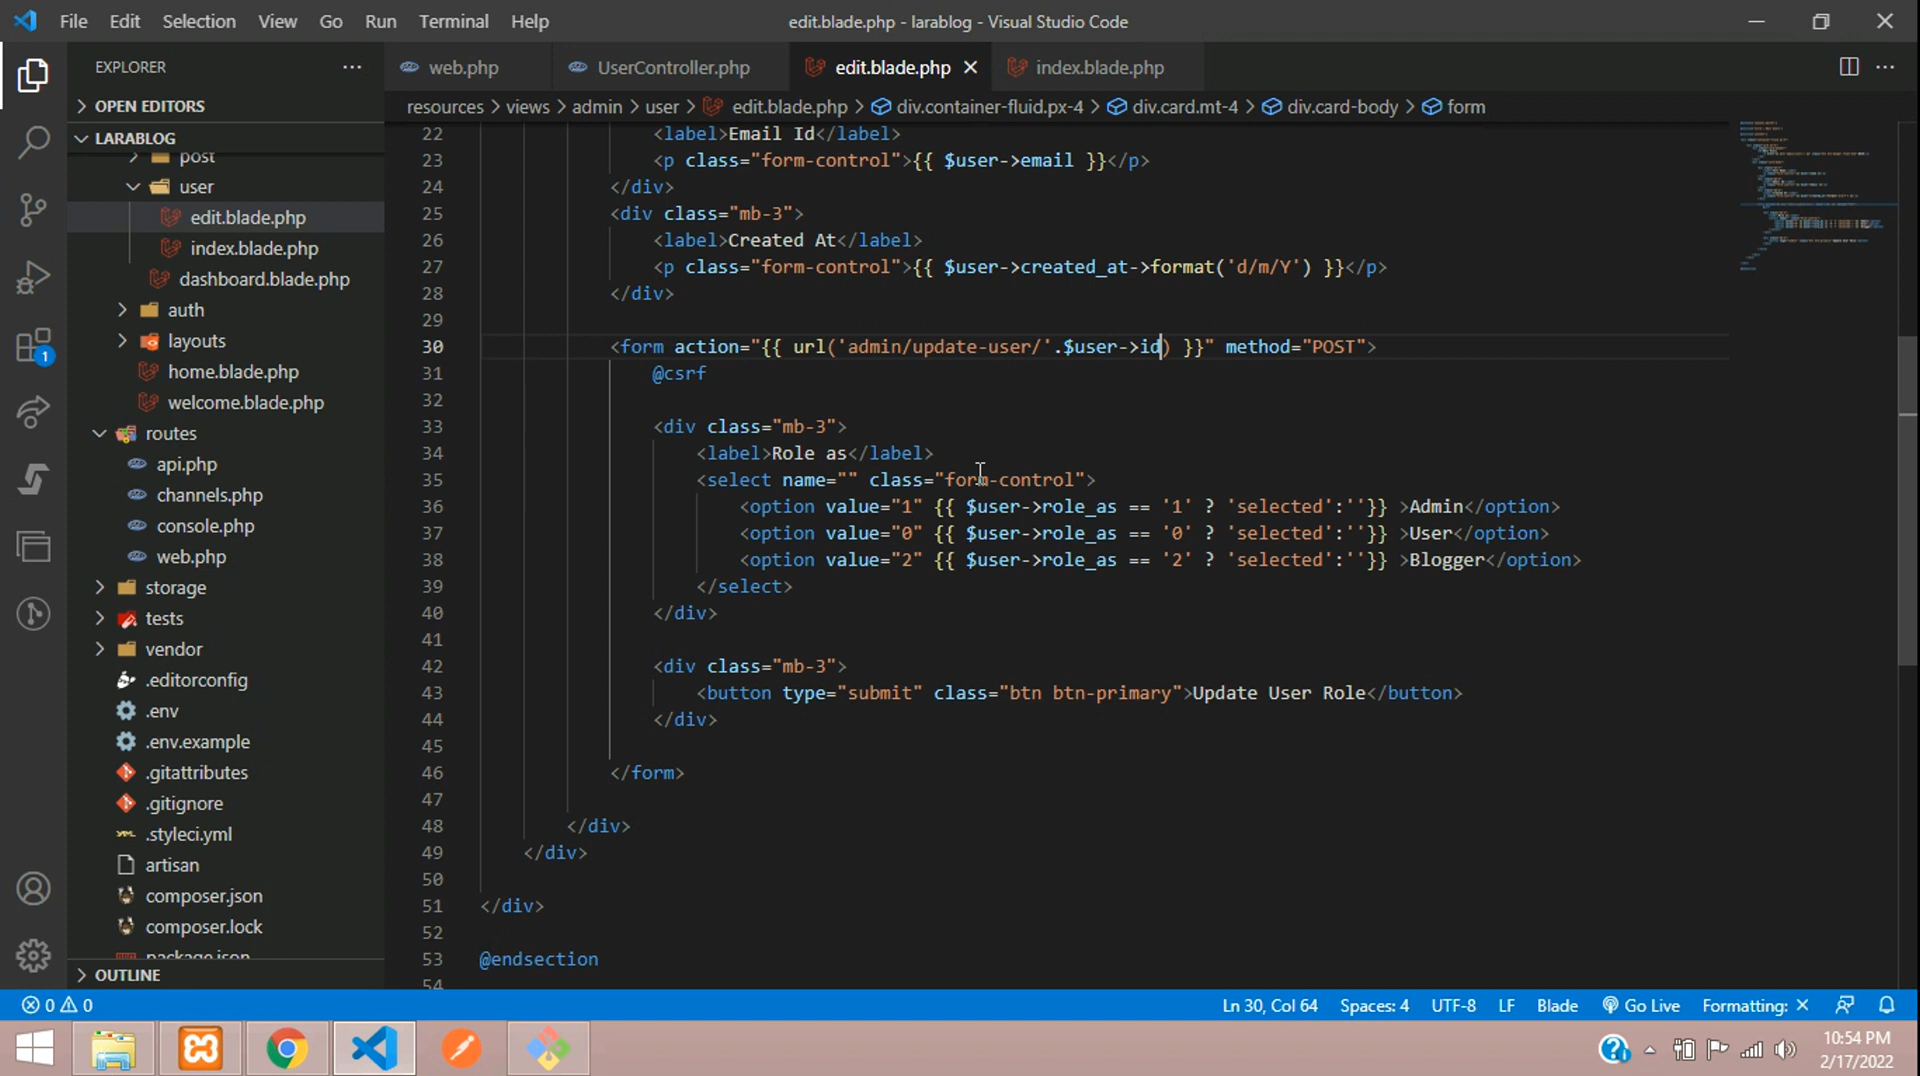 File Edit Selection View Go Run Terminal Help
edit.blade.php - larablog - Visual Studio Code
EXPLORER
web.php
UserController.php
edit.blade.php
index.blade.php
OPEN EDITORS
resources > views > admin > user > edit.blade.php > div.container-fluid.px-4 > div.card.mt-4 > div.card-body > form
LARABLOG
post
user
edit.blade.php
index.blade.php
dashboard.blade.php
auth
layouts
home.blade.php
welcome.blade.php
routes
api.php
channels.php
console.php
web.php
storage
tests
vendor
.editorconfig
.env
.env.example
.gitattributes
.gitignore
.styleci.yml
artisan
composer.json
composer.lock
package.json
OUTLINE
1
22 <label>Email Id</label>
23 <p class="form-control">{{ $user->email }}</p>
24 </div>
25 <div class="mb-3">
26 <label>Created At</label>
27 <p class="form-control">{{ $user->created_at->format('d/m/Y') }}</p>
28 </div>
29
30 <form action="{{ url('admin/update-user/'.$user->id) }}" method="POST">
31 @csrf
32
33 <div class="mb-3">
34 <label>Role as</label>
35 <select name="" class="form-control">
36 <option value="1" {{ $user->role_as == '1' ? 'selected':''}} >Admin</option>
37 <option value="0" {{ $user->role_as == '0' ? 'selected':''}} >User</option>
38 <option value="2" {{ $user->role_as == '2' ? 'selected':''}} >Blogger</option>
39 </select>
40 </div>
41
42 <div class="mb-3">
43 <button type="submit" class="btn btn-primary">Update User Role</button>
44 </div>
45
46 </form>
47
48 </div>
49 </div>
50
51 </div>
52
53 @endsection
54
0 0
Ln 30, Col 64 Spaces: 4 UTF-8 LF Blade Go Live Formatting: ×
10:54 PM
2/17/2022